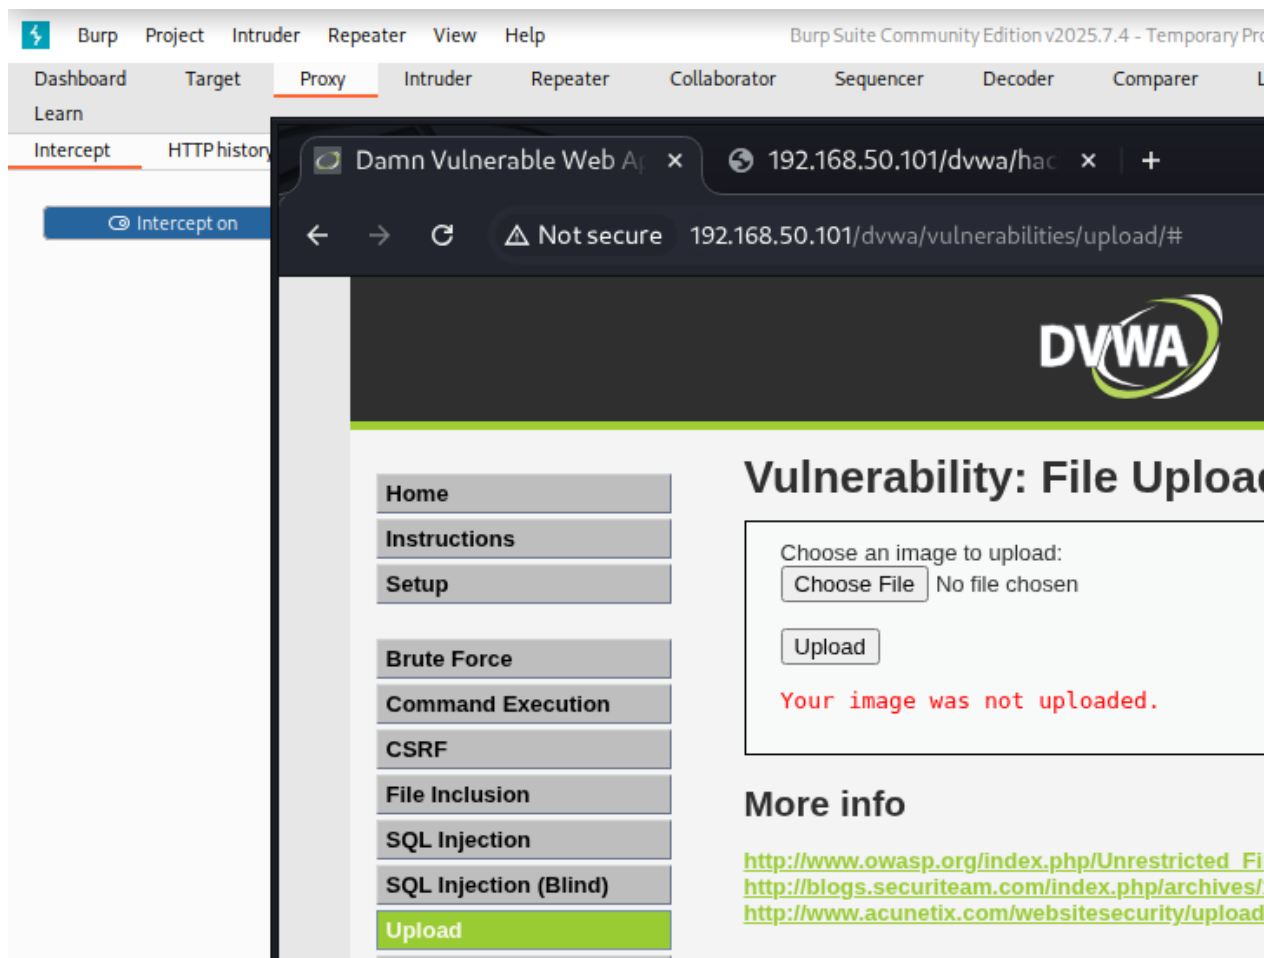 Burp Project Intruder Repeater View Help Burp Suite Community Edition v2025.7.4 - Temporary Pro
Dashboard Target Proxy Intruder Repeater Collaborator Sequencer Decoder Comparer L
Learn
Intercept HTTP history
Intercept on
Damn Vulnerable Web Ap 192.168.50.101/dvwa/hac
Not secure 192.168.50.101/dvwa/vulnerabilities/upload/#
DVWA
Vulnerability: File Upload
Home
Instructions
Setup
Brute Force
Command Execution
CSRF
File Inclusion
SQL Injection
SQL Injection (Blind)
Upload
Choose an image to upload:
Choose File No file chosen
Upload
Your image was not uploaded.
More info
http://www.owasp.org/index.php/Unrestricted_Fi
http://blogs.securiteam.com/index.php/archives/
http://www.acunetix.com/websitesecurity/upload